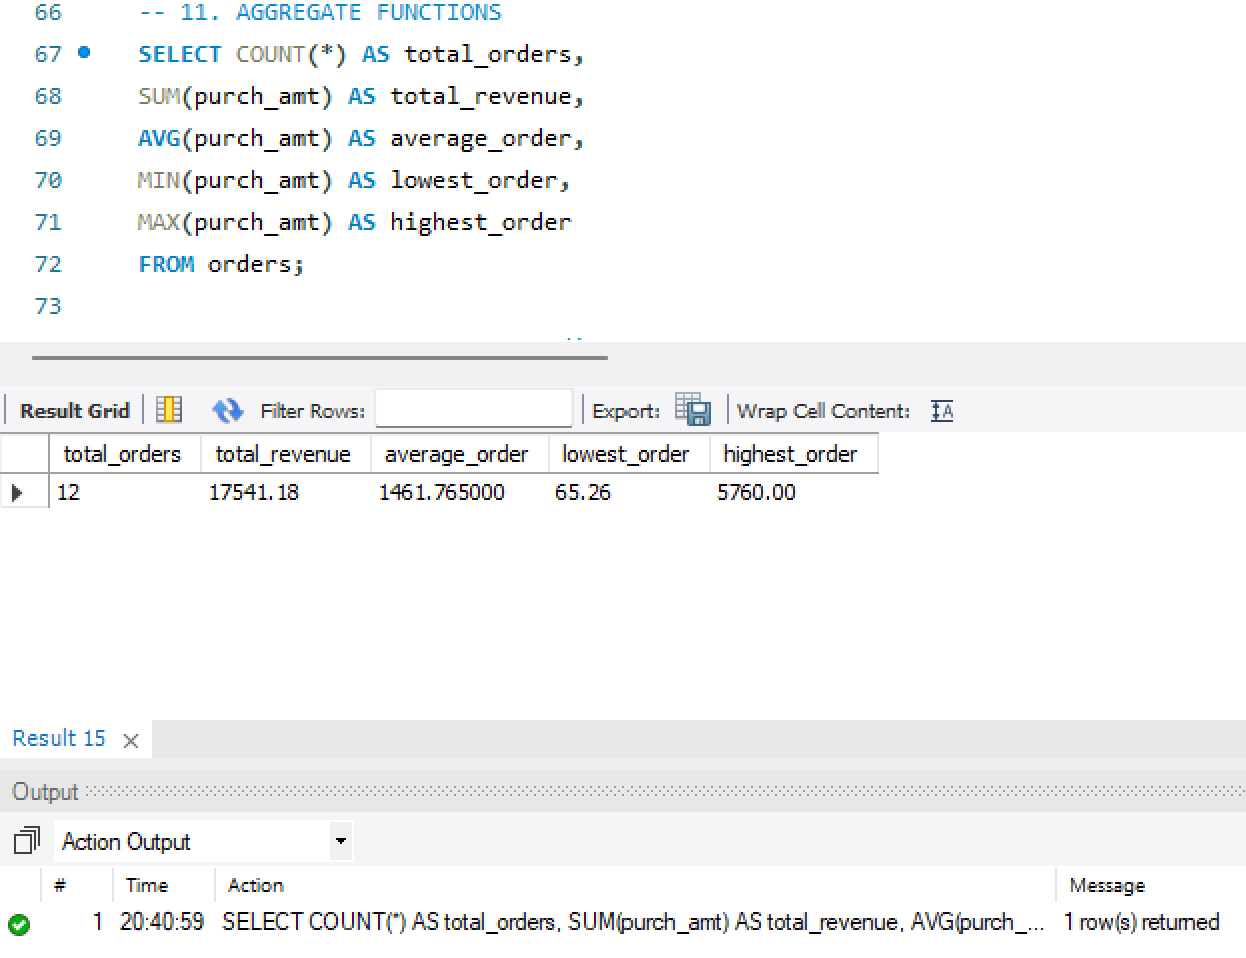 66 -- 11. AGGREGATE FUNCTIONS
67 SELECT COUNT(*) AS total_orders,
68 SUM(purch_amt) AS total_revenue,
69 AVG(purch_amt) AS average_order,
70 MIN(purch_amt) AS lowest_order,
71 MAX(purch_amt) AS highest_order
72 FROM orders;
73
Result Grid Filter Rows: Export: Wrap Cell Content: IA
total_orders total_revenue average_order lowest_order highest_order
12 17541.18 1461.765000 65.26 5760.00
Result 15
Output
Action Output
# Time Action Message
1 20:40:59 SELECT COUNT(*) AS total_orders, SUM(purch_amt) AS total_revenue, AVG(purch_... 1 row(s) returned